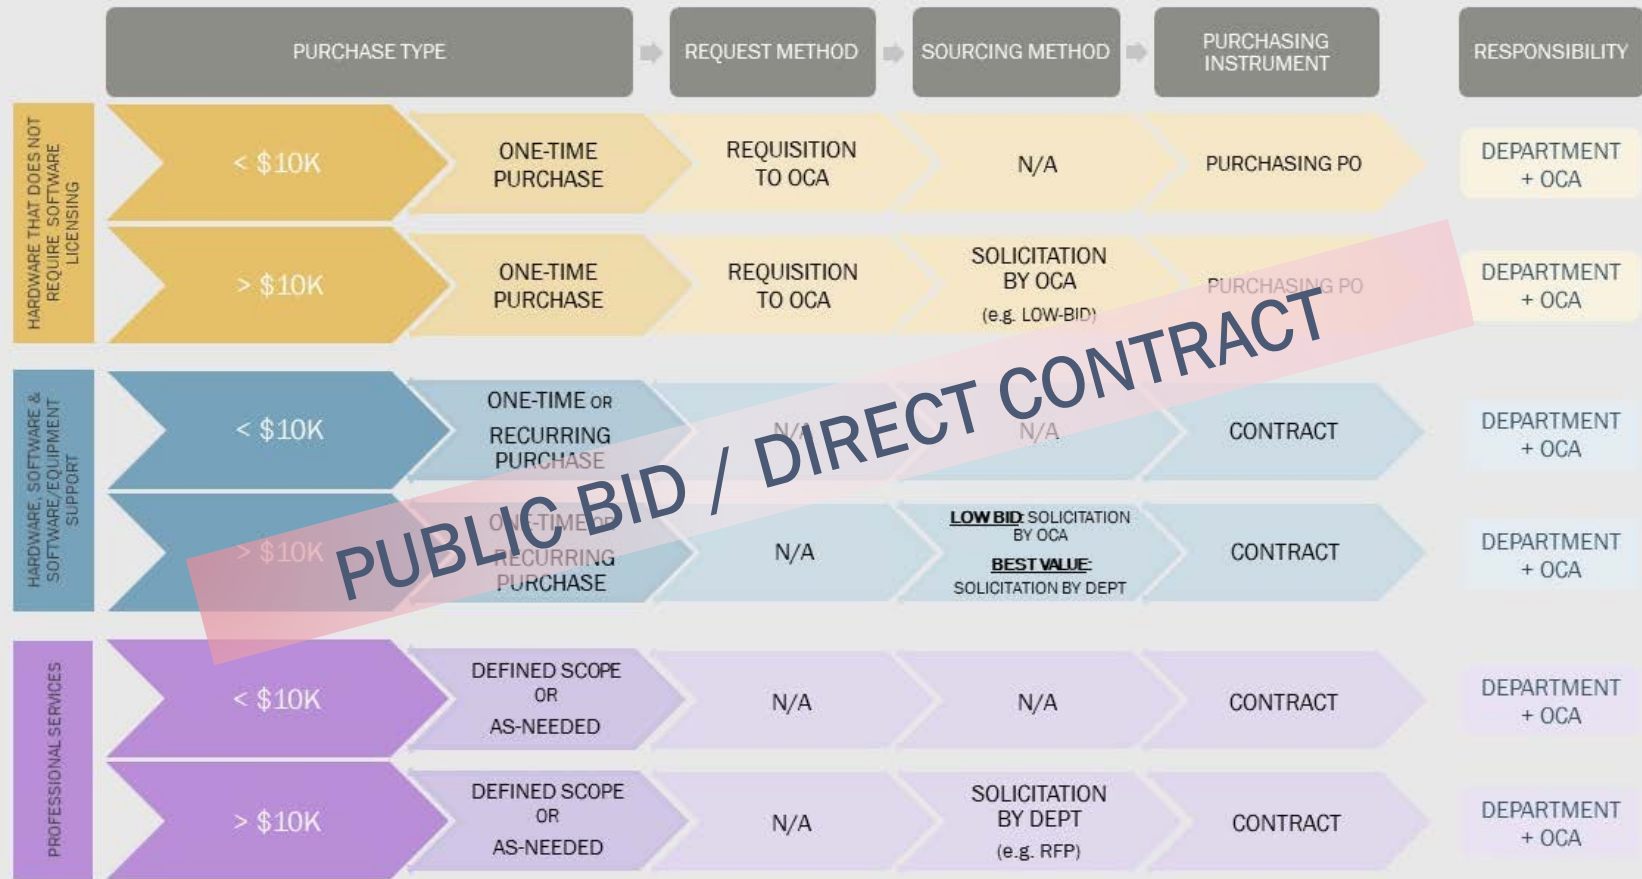 PURCHASE TYPE
REQUEST METHOD
SOURCING METHOD
PURCHASING
INSTRUMENT
RESPONSIBILITY
HARDWARE THAT DOES NOT
REQUIRE SOFTWARE
LICENSING
< $10K
ONE-TIME
PURCHASE
REQUISITION
TO OCA
N/A
PURCHASING PO
DEPARTMENT
+ OCA
> $10K
ONE-TIME
PURCHASE
REQUISITION
TO OCA
SOLICITATION
BY OCA
(e.g. LOW-BID)
PURCHASING PO
DEPARTMENT
+ OCA
PUBLIC BID / DIRECT CONTRACT
HARDWARE, SOFTWARE &
SOFTWARE/EQUIPMENT
SUPPORT
< $10K
ONE-TIME OR
RECURRING
PURCHASE
N/A
N/A
CONTRACT
DEPARTMENT
+ OCA
> $10K
ONE-TIME OR
RECURRING
PURCHASE
N/A
LOW BID: SOLICITATION
BY OCA
BEST VALUE:
SOLICITATION BY DEPT
CONTRACT
DEPARTMENT
+ OCA
PROFESSIONAL SERVICES
< $10K
DEFINED SCOPE
OR
AS-NEEDED
N/A
N/A
CONTRACT
DEPARTMENT
+ OCA
> $10K
DEFINED SCOPE
OR
AS-NEEDED
N/A
SOLICITATION
BY DEPT
(e.g. RFP)
CONTRACT
DEPARTMENT
+ OCA